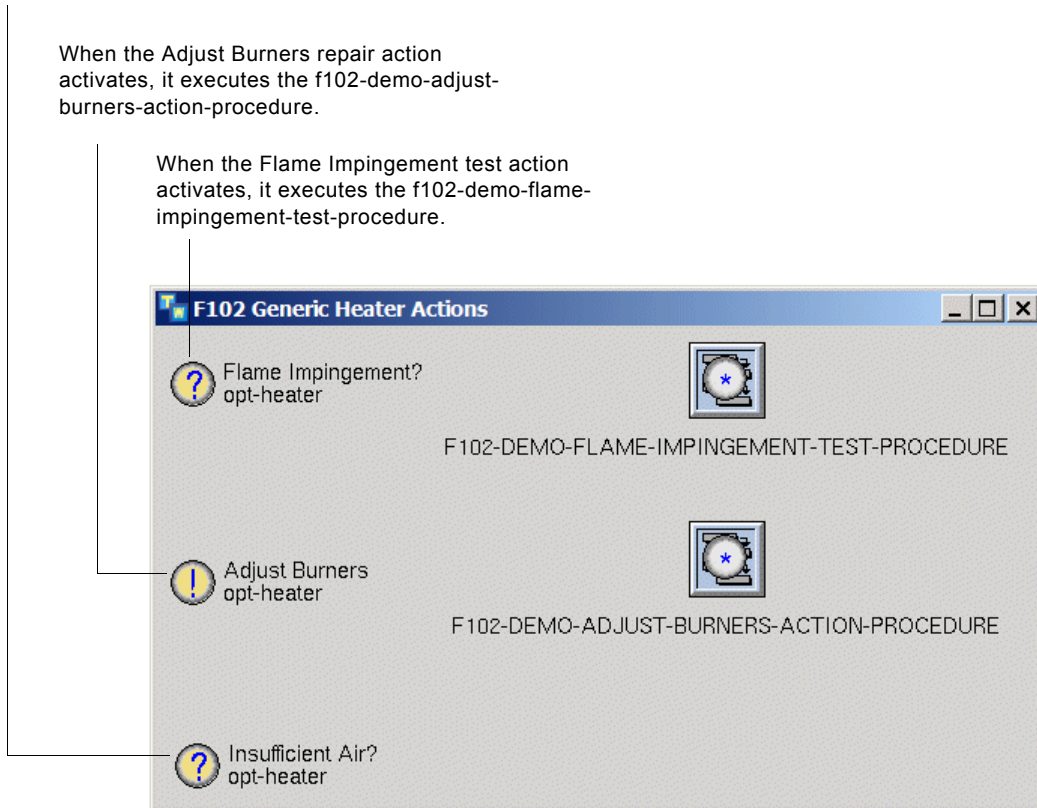 When the Adjust Burners repair action
activates, it executes the f102-demo-adjust-
burners-action-procedure.
When the Flame Impingement test action
activates, it executes the f102-demo-flame-
impingement-test-procedure.
TW F102 Generic Heater Actions
? Flame Impingement?
opt-heater
*
F102-DEMO-FLAME-IMPINGEMENT-TEST-PROCEDURE
! Adjust Burners
opt-heater
*
F102-DEMO-ADJUST-BURNERS-ACTION-PROCEDURE
? Insufficient Air?
opt-heater